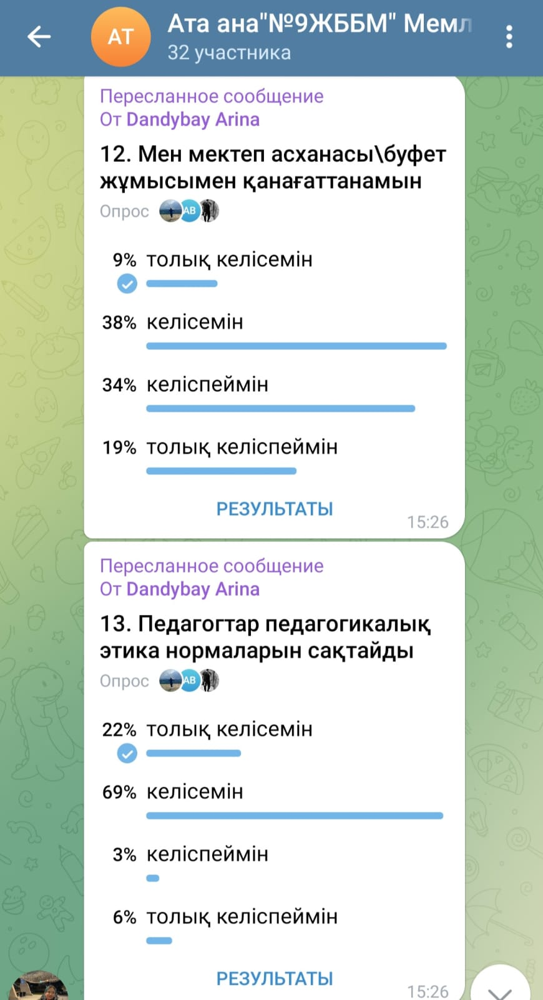 АТ
Ата ана"№9ЖББМ" Мемл
32 участника
Пересланное сообщение
От Dandybay Arina
12. Мен мектеп асханасы\буфет
жұмысымен қанағаттанамын
Опрос АВ
9% толық келісемін
38% келісемін
34% келіспеймін
19% толық келіспеймін
РЕЗУЛЬТАТЫ
15:26
Пересланное сообщение
От Dandybay Arina
13. Педагогтар педагогикалық
этика нормаларын сақтайды
Опрос АВ
22% толық келісемін
69% келісемін
3% келіспеймін
6% толық келіспеймін
РЕЗУЛЬТАТЫ
15:26